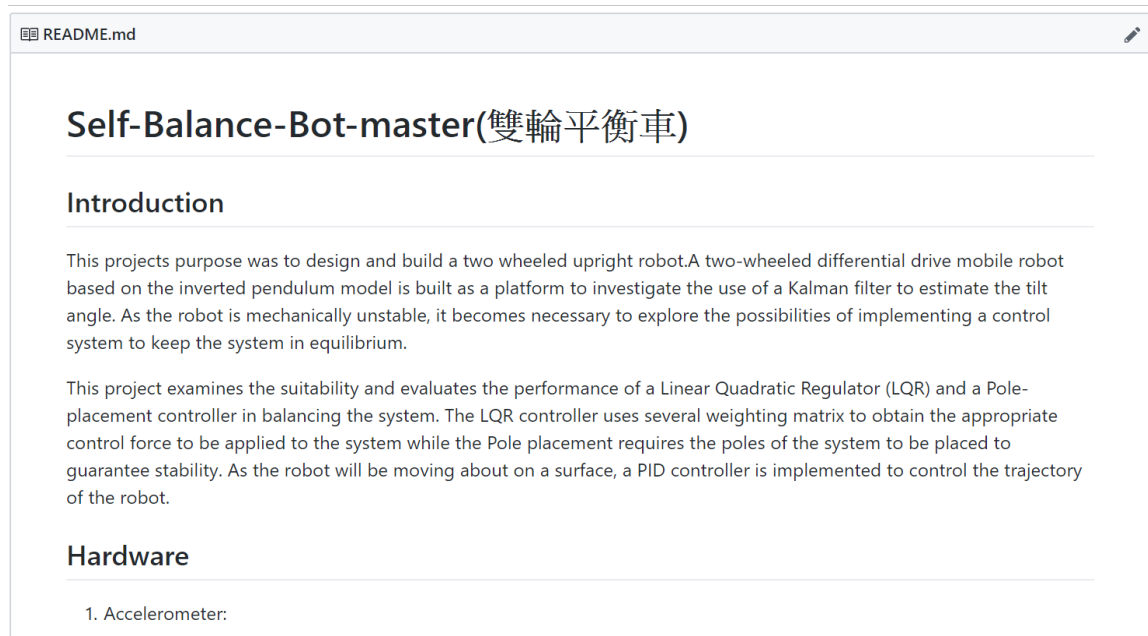 README.md
Self-Balance-Bot-master(雙輪平衡車)
Introduction
This projects purpose was to design and build a two wheeled upright robot.A two-wheeled differential drive mobile robot
based on the inverted pendulum model is built as a platform to investigate the use of a Kalman filter to estimate the tilt
angle. As the robot is mechanically unstable, it becomes necessary to explore the possibilities of implementing a control
system to keep the system in equilibrium.
This project examines the suitability and evaluates the performance of a Linear Quadratic Regulator (LQR) and a Pole-
placement controller in balancing the system. The LQR controller uses several weighting matrix to obtain the appropriate
control force to be applied to the system while the Pole placement requires the poles of the system to be placed to
guarantee stability. As the robot will be moving about on a surface, a PID controller is implemented to control the trajectory
of the robot.
Hardware
1. Accelerometer: